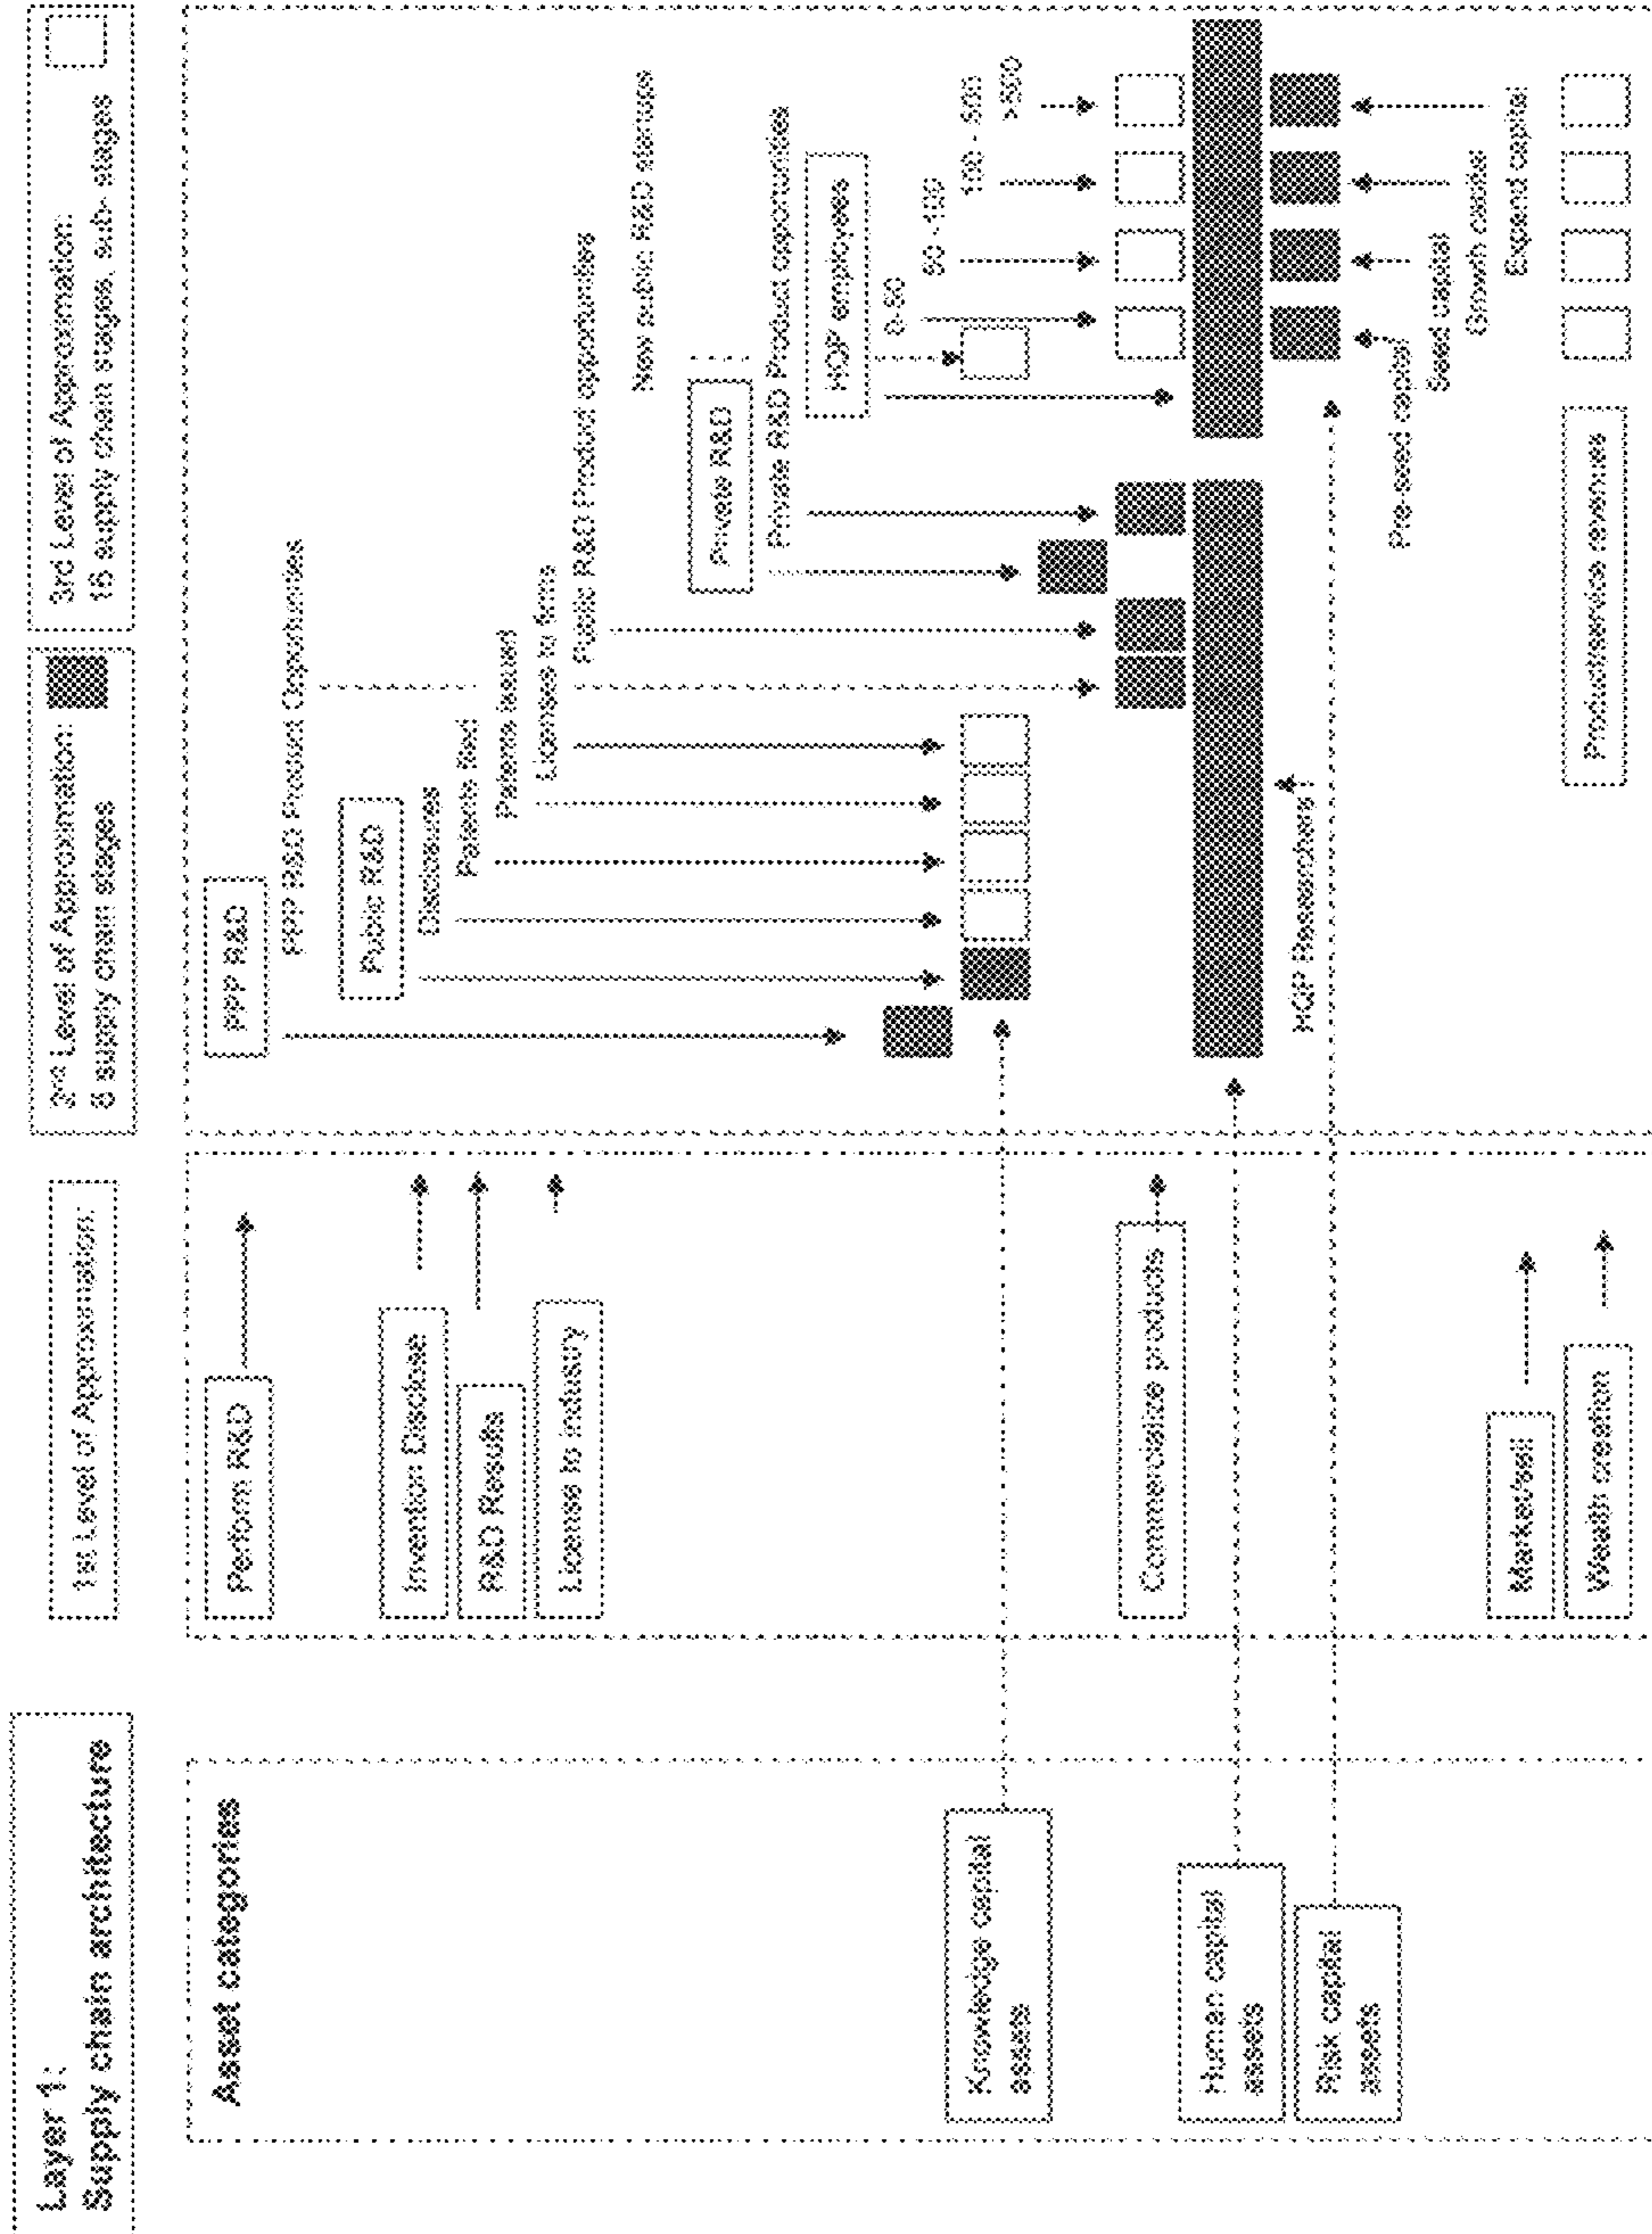 Layer 1:
Supply chain architecture
1st Level of Approximation:
2nd Level of Approximation:
8 supply chain stages
3rd Level of Approximation:
16 supply chain stages, sub-stages
Asset categories
Knowledge capital
assets
Human capital
assets
Risk capital
assets
Perform R&D
Invention Disclose
R&D Results
License to industry
Commercialize products
Market/sell
Wealth creation
PPP R&D
PPP R&D Product Opportunities
Public R&D
Disclosures
Patents filed
Patents issued
Licenses to firms
Public R&D Product opportunities
New public R&D startups
Private R&D
Private R&D Product opportunities
HQP employees
0-50
50 - 100
100 - 500
>500
HQP Researchers
Pre-seed capital
Seed capital
Growth capital
Expand capital
Product/service revenues